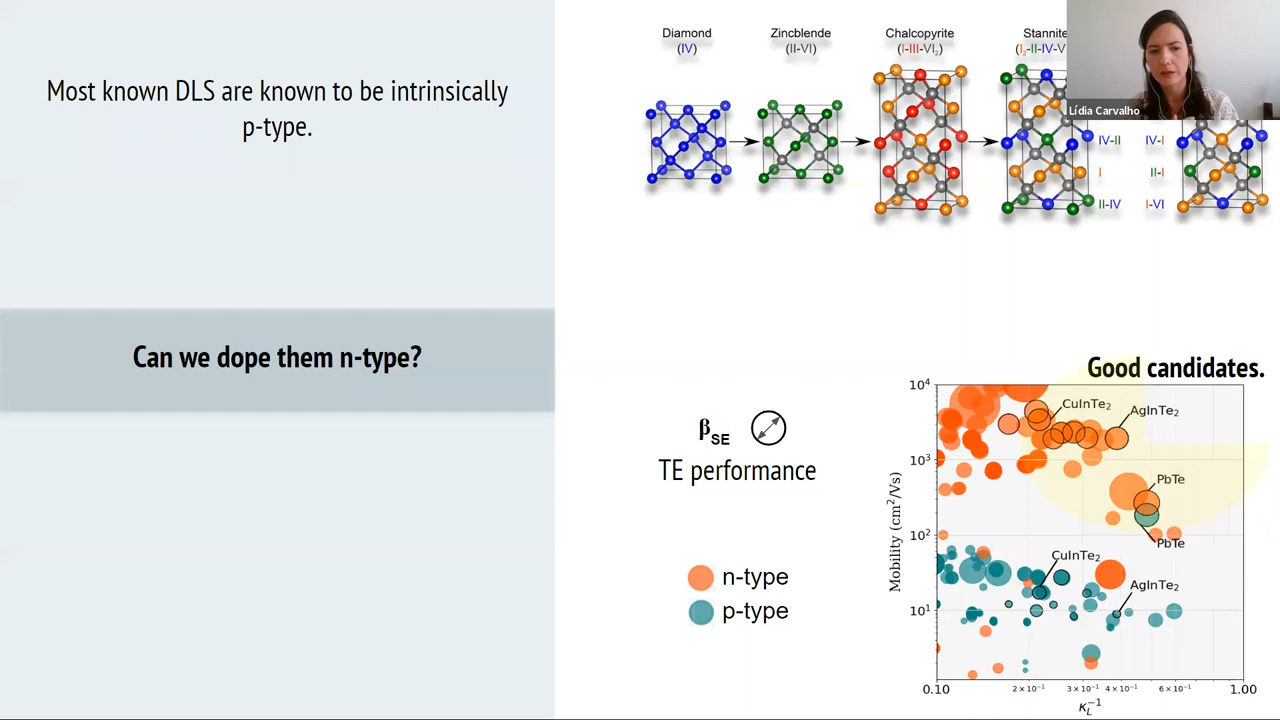 Most known DLS are known to be intrinsically
p-type.
Can we dope them n-type?
Diamond
(IV)
Zincblende
(II-VI)
Chalcopyrite
(I-III-VI₂)
Stannite
(I₂-II-IV-V
Lídia Carvalho
IV-II
I
II-IV
IV-I
II-I
I-VI
β_SE
TE performance
n-type
p-type
Good candidates.
CuInTe₂
AgInTe₂
PbTe
PbTe
CuInTe₂
AgInTe₂
Mobility (cm²/Vs)
10⁴
10³
10²
10¹
0.10
2×10⁻¹
3×10⁻¹
4×10⁻¹
6×10⁻¹
1.00
κ_L⁻¹